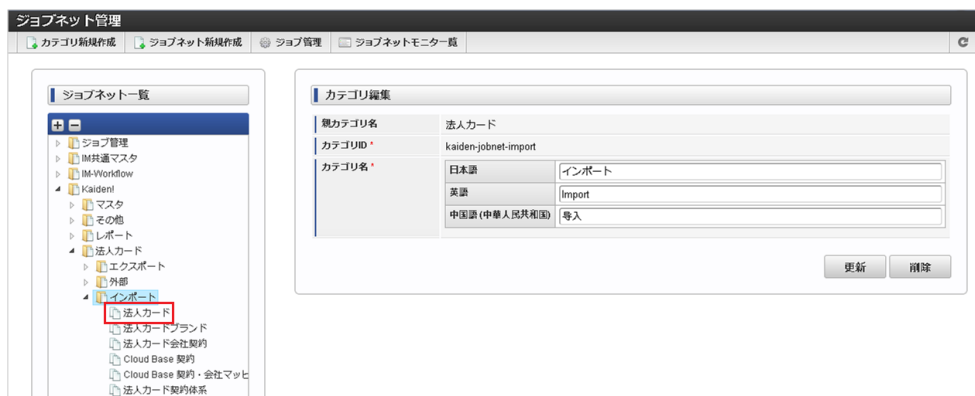 ジョブネット管理
カテゴリ新規作成 ジョブネット新規作成 ジョブ管理 ジョブネットモニタ一覧
ジョブネット一覧
ジョブ管理
IM共通マスタ
IM-Workflow
Kaiden!
マスタ
その他
レポート
法人カード
エクスポート
外部
インポート
法人カード
法人カードブランド
法人カード会社契約
Cloud Base 契約
Cloud Base 契約・会社マッピ
法人カード契約体系
カテゴリ編集
親カテゴリ名 法人カード
カテゴリID * kaiden-jobnet-import
カテゴリ名 *
日本語 インポート
英語 Import
中国語 (中華人民共和国) 导入
更新 削除